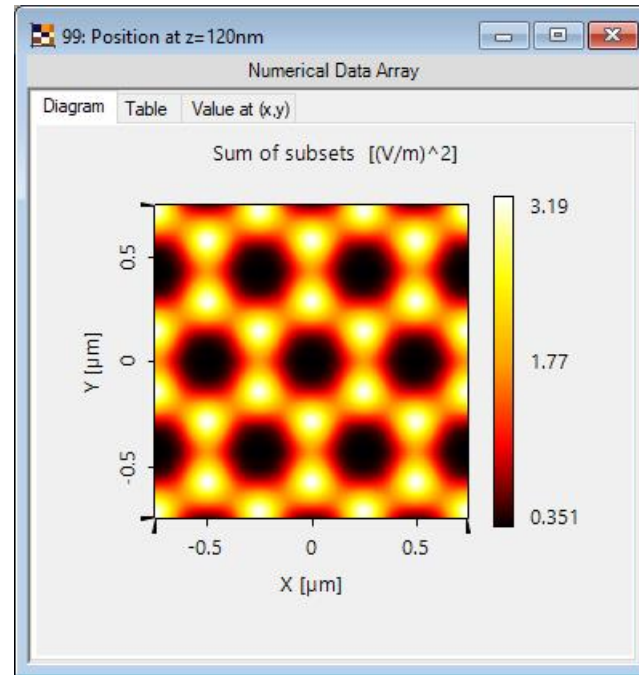 99: Position at z=120nm
Numerical Data Array
Diagram Table Value at (x,y)
Sum of subsets [(V/m)^2]
3.19
0.5
Y [µm]
0
1.77
-0.5
0.351
-0.5 0 0.5
X [µm]